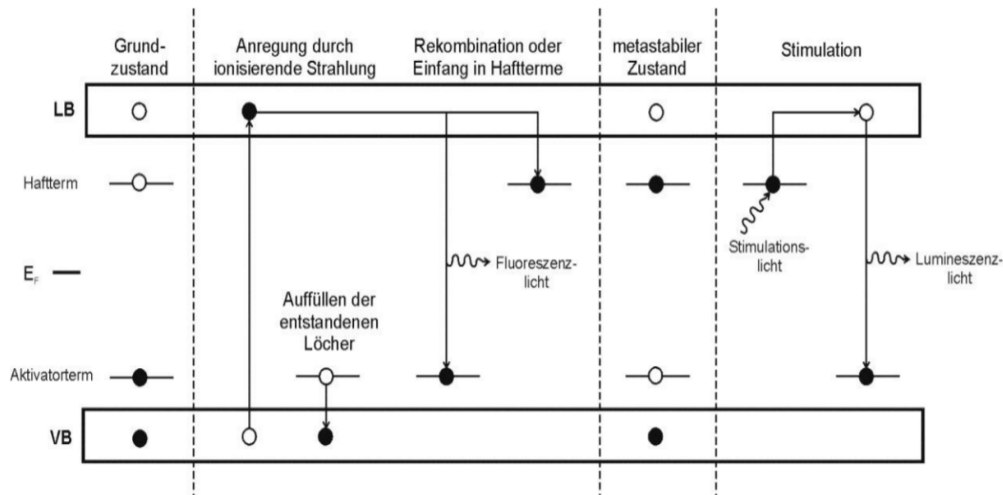 Grund-
zustand
Anregung durch
ionisierende Strahlung
Rekombination oder
Einfang in Haftterme
metastabiler
Zustand
Stimulation
LB
Haftterm
Stimulations-
licht
E_F
Fluoreszenz-
licht
Lumineszenz-
licht
Auffüllen der
entstandenen
Löcher
Aktivatorterm
VB